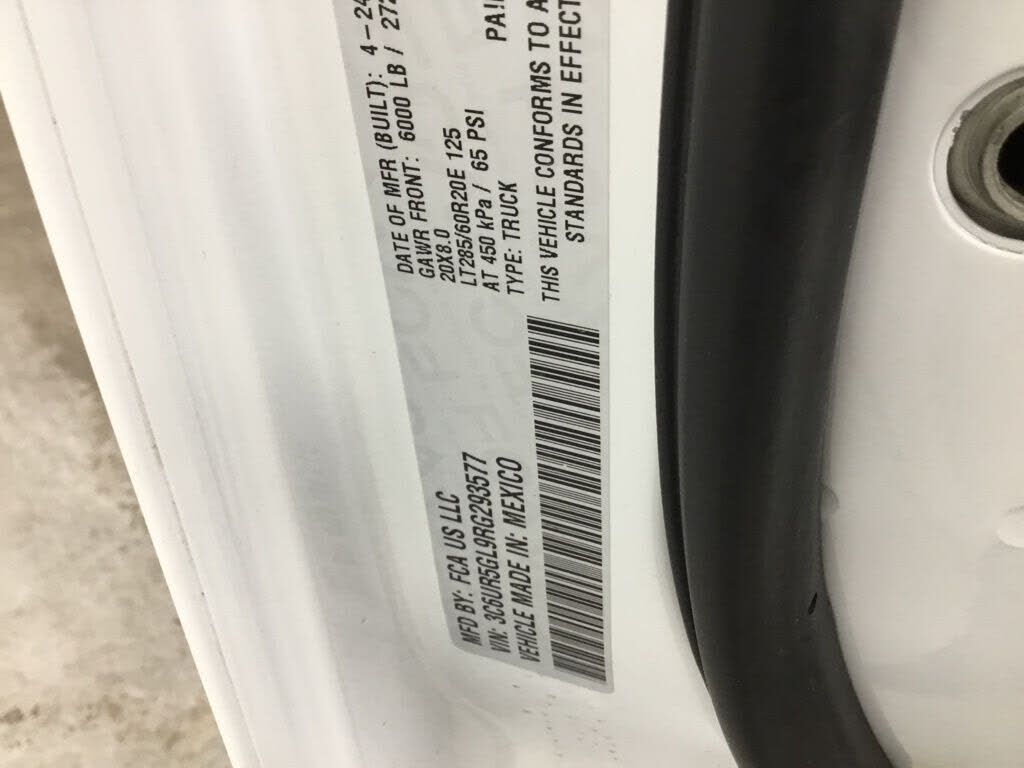 MFD BY: FCA US LLC
VIN: 3C6UR5GL9RG293577
VEHICLE MADE IN: MEXICO
DATE OF MFR (BUILT): 4-24
GAWR FRONT: 6000 LB / 272
20X8.0
LT285/60R20E 125
AT 450 kPa / 65 PSI
TYPE: TRUCK
THIS VEHICLE CONFORMS TO A
STANDARDS IN EFFECT